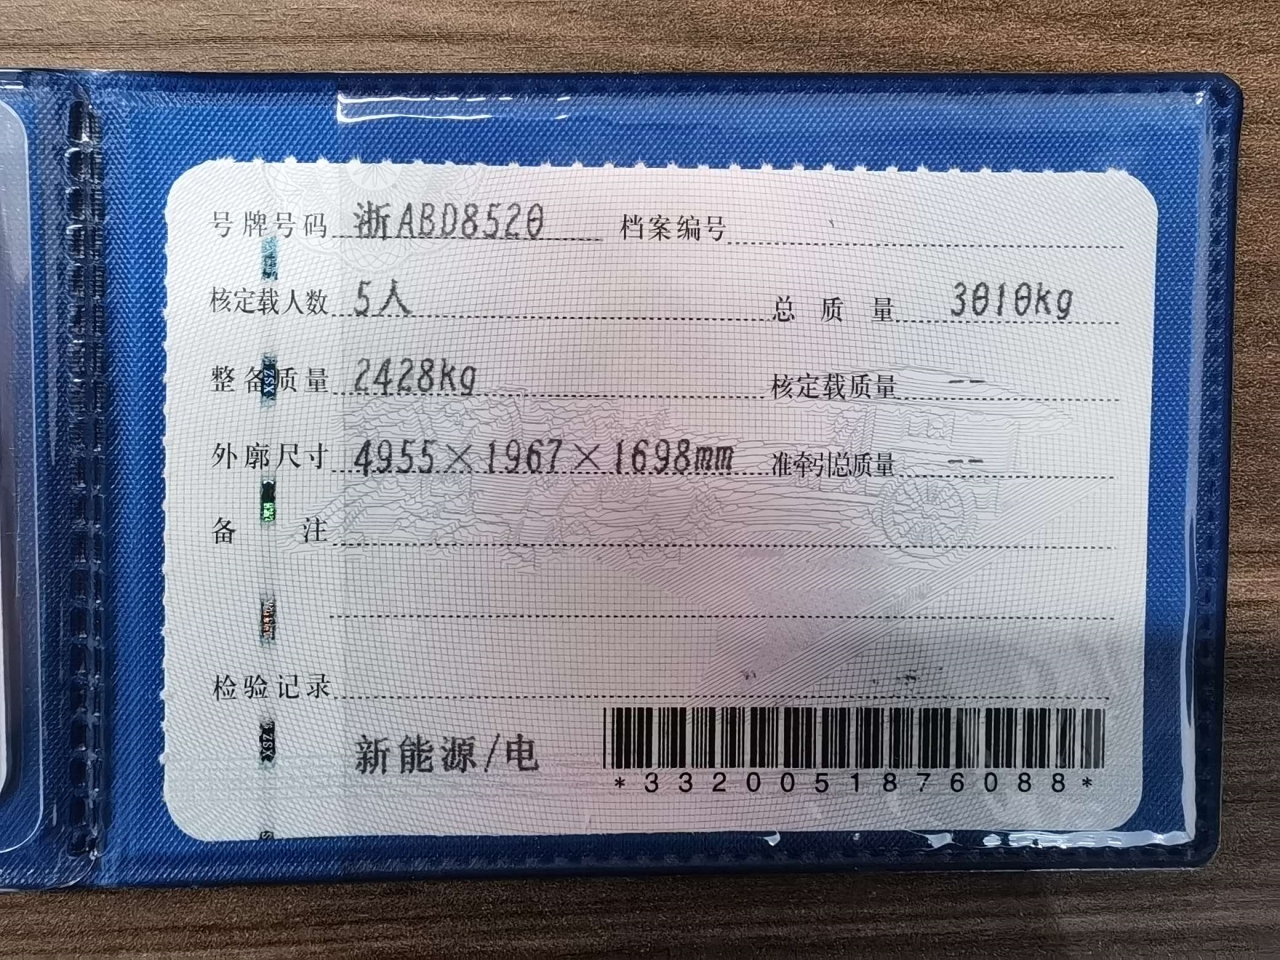 号牌号码 浙ABD8520 档案编号
核定载人数 5人 总质量 3010kg
整备质量 2428kg 核定载质量 --
外廓尺寸 4955×1967×1698mm 准牵引总质量 --
备注
检验记录
新能源/电
*3320051876088*
ZSX
ZSX